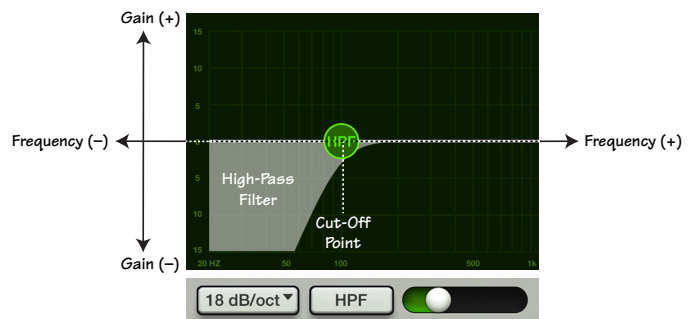 Gain (+)
15
10
5
Frequency (–)
0
HPF
Frequency (+)
5
High-Pass
Filter
10
Cut-Off
Point
15
Gain (–)
20 HZ
50
100
500
1k
18 dB/oct
HPF